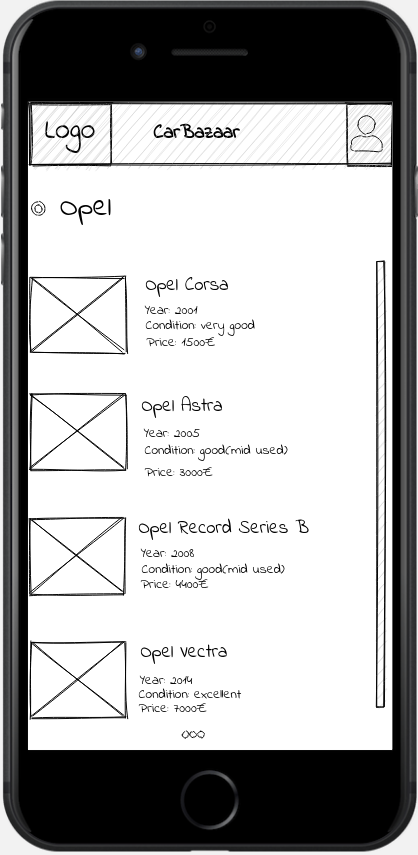 Logo
CarBazaar
Opel
Opel Corsa
Year: 2001
Condition: very good
Price: 1500€
Opel Astra
Year: 2005
Condition: good(mid used)
Price: 3000€
Opel Record Series B
Year: 2008
Condition: good(mid used)
Price: 4400€
Opel Vectra
Year: 2014
Condition: excellent
Price: 7000€